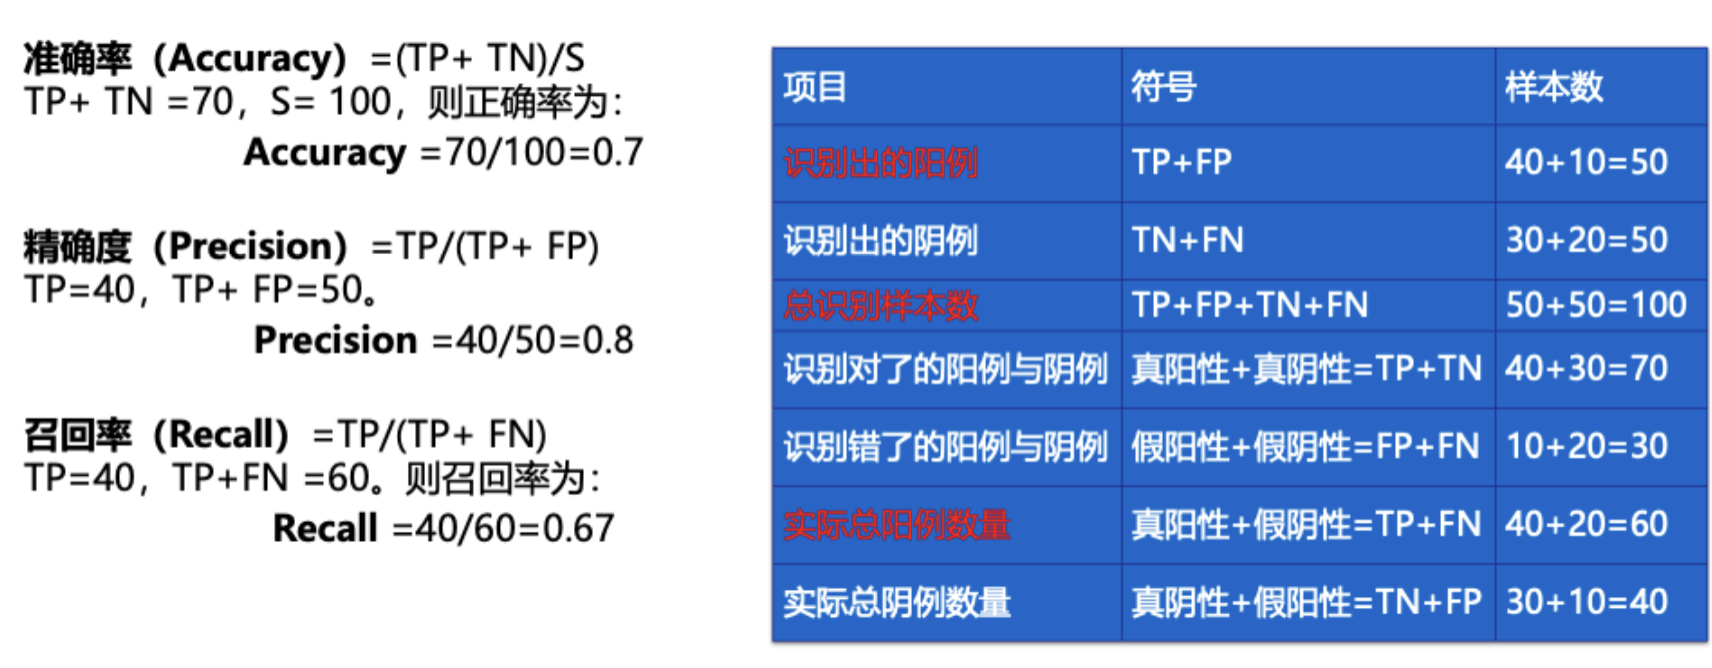 准确率（Accuracy）=(TP+ TN)/S
TP+ TN =70，S= 100，则正确率为：
Accuracy =70/100=0.7
精确度（Precision）=TP/(TP+ FP)
TP=40，TP+ FP=50。
Precision =40/50=0.8
召回率（Recall）=TP/(TP+ FN)
TP=40，TP+FN =60。则召回率为：
Recall =40/60=0.67
项目 符号 样本数
识别出的阳例 TP+FP 40+10=50
识别出的阴例 TN+FN 30+20=50
总识别样本数 TP+FP+TN+FN 50+50=100
识别对了的阳例与阴例 真阳性+真阴性=TP+TN 40+30=70
识别错了的阳例与阴例 假阳性+假阴性=FP+FN 10+20=30
实际总阳例数量 真阳性+假阴性=TP+FN 40+20=60
实际总阴例数量 真阴性+假阳性=TN+FP 30+10=40